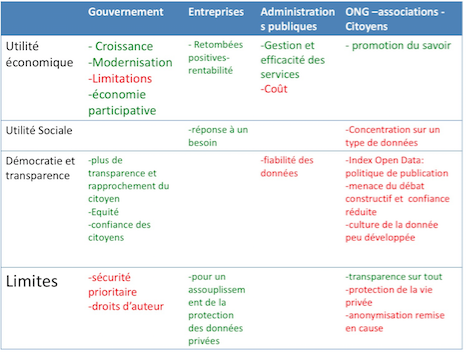 Gouvernement
Entreprises
Administration
s publiques
ONG –associations -
Citoyens
Utilité
économique
- Croissance
-Modernisation
-Limitations
-économie
participative
- Retombées
positives-
rentabilité
-Gestion et
efficacité des
services
-Coût
- promotion du savoir
Utilité Sociale
-réponse à un
besoin
-Concentration sur un
type de données
Démocratie et
transparence
-plus de
transparence et
rapprochement du
citoyen
-Equité
-confiance des
citoyens
-fiabilité des
données
-Index Open Data:
politique de publication
-menace du débat
constructif et  confiance
réduite
-culture de la donnée
peu développée
Limites
-sécurité
prioritaire
-droits d'auteur
-pour un
assouplissem
ent de la
protection
des données
privées
-transparence sur tout
-protection de la vie
privée
-anonymisation remise
en cause